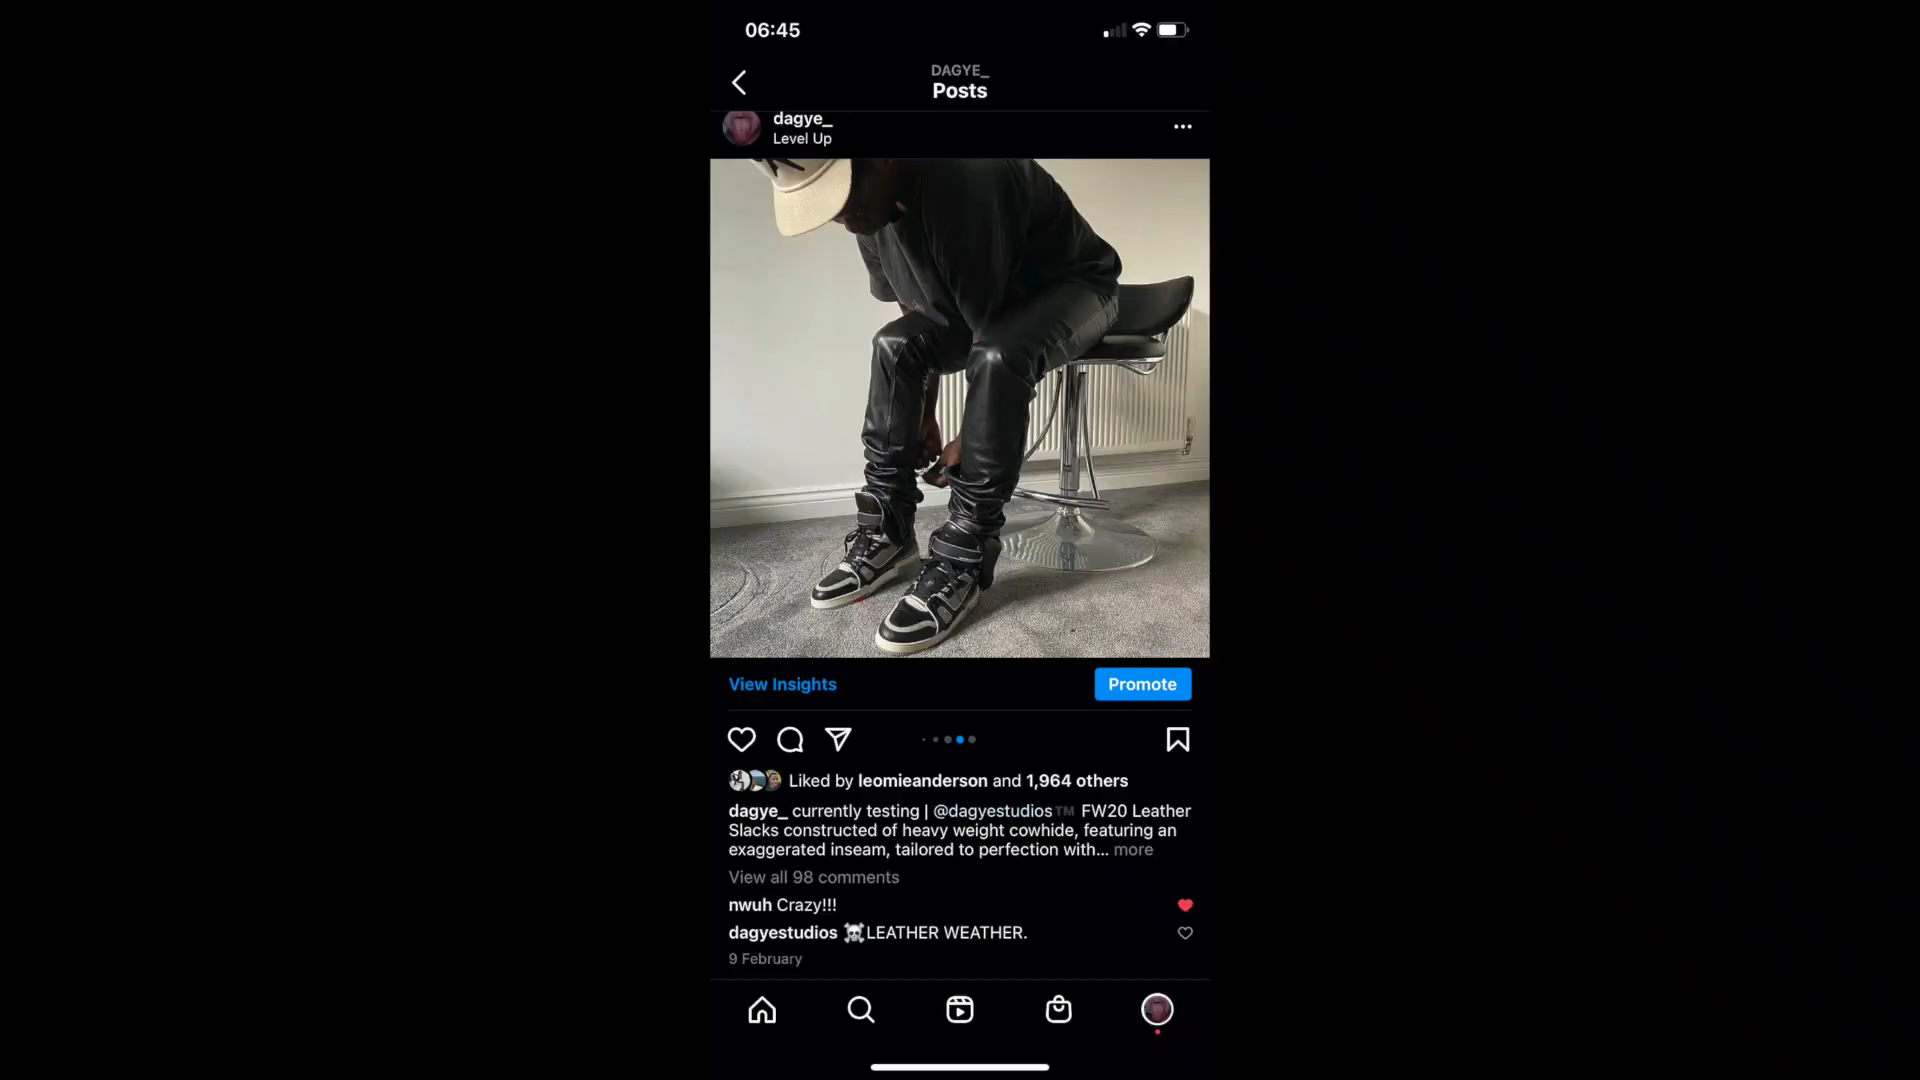 06:45
DAGYE_
Posts
dagye_
Level Up
View Insights
Promote
Liked by leomieanderson and 1,964 others
dagye_ currently testing | @dagyestudios™️ FW20 Leather
Slacks constructed of heavy weight cowhide, featuring an
exaggerated inseam, tailored to perfection with... more
View all 98 comments
nwuh Crazy!!!
dagyestudios ☠️LEATHER WEATHER.
9 February